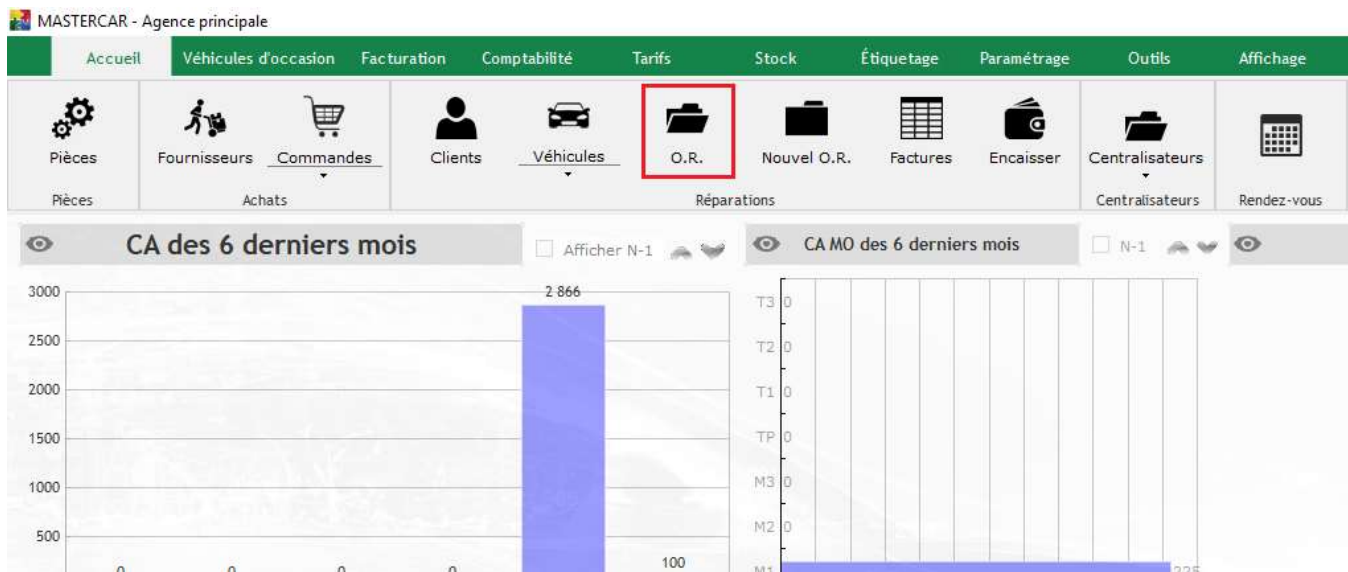 MASTERCAR - Agence principale
Accueil Véhicules d'occasion Facturation Comptabilité Tarifs Stock Étiquetage Paramétrage Outils Affichage
Pièces Fournisseurs Commandes Clients Véhicules O.R. Nouvel O.R. Factures Encaisser Centralisateurs
Pièces Achats Réparations Centralisateurs Rendez-vous
CA des 6 derniers mois Afficher N-1 CA MO des 6 derniers mois N-1
3000 2 866 T3 0
2500 T2 0
2000 T1 0
1500 TP 0
1000 M3 0
500 M2 0
0 0 0 0 100 M1 225